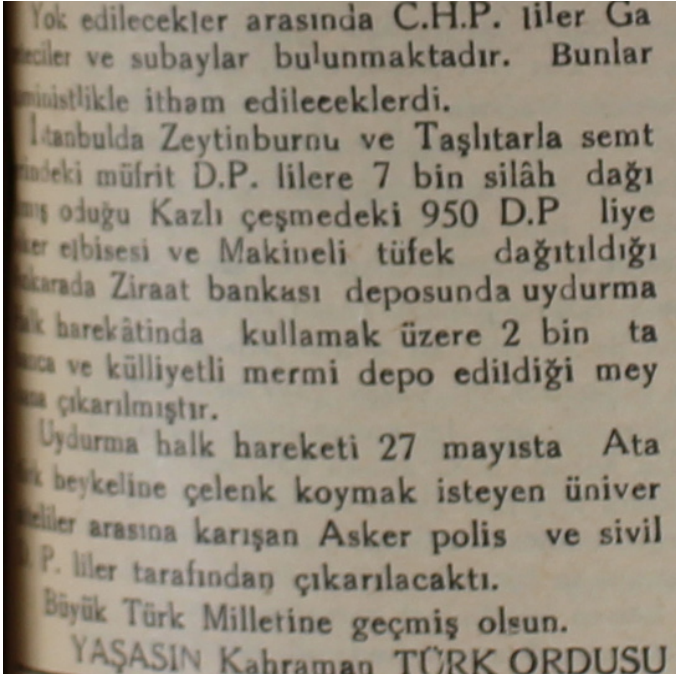 Yok edilecekler arasında C.H.P. liler Ga
ve subaylar bulunmaktadır. Bunlar
itham edileceklerdi.
İstanbulda Zeytinburnu ve Taşlıtarla semt
müfrit D.P. lilere 7 bin silâh dağı
oduğu Kazlı çeşmedeki 950 D.P liye
elbisesi ve Makineli tüfek dağıtıldığı
Ziraat bankası deposunda uydurma
harekâtinda kullamak üzere 2 bin ta
ve külliyetli mermi depo edildiği mey
çıkarılmıştır.
Uydurma halk hareketi 27 mayısta Ata
heykeline çelenk koymak isteyen üniver
arasına karışan Asker polis ve sivil
P. liler tarafından çıkarılacaktı.
Büyük Türk Milletine geçmiş olsun.
YAŞASIN Kahraman TÜRK ORDUSU